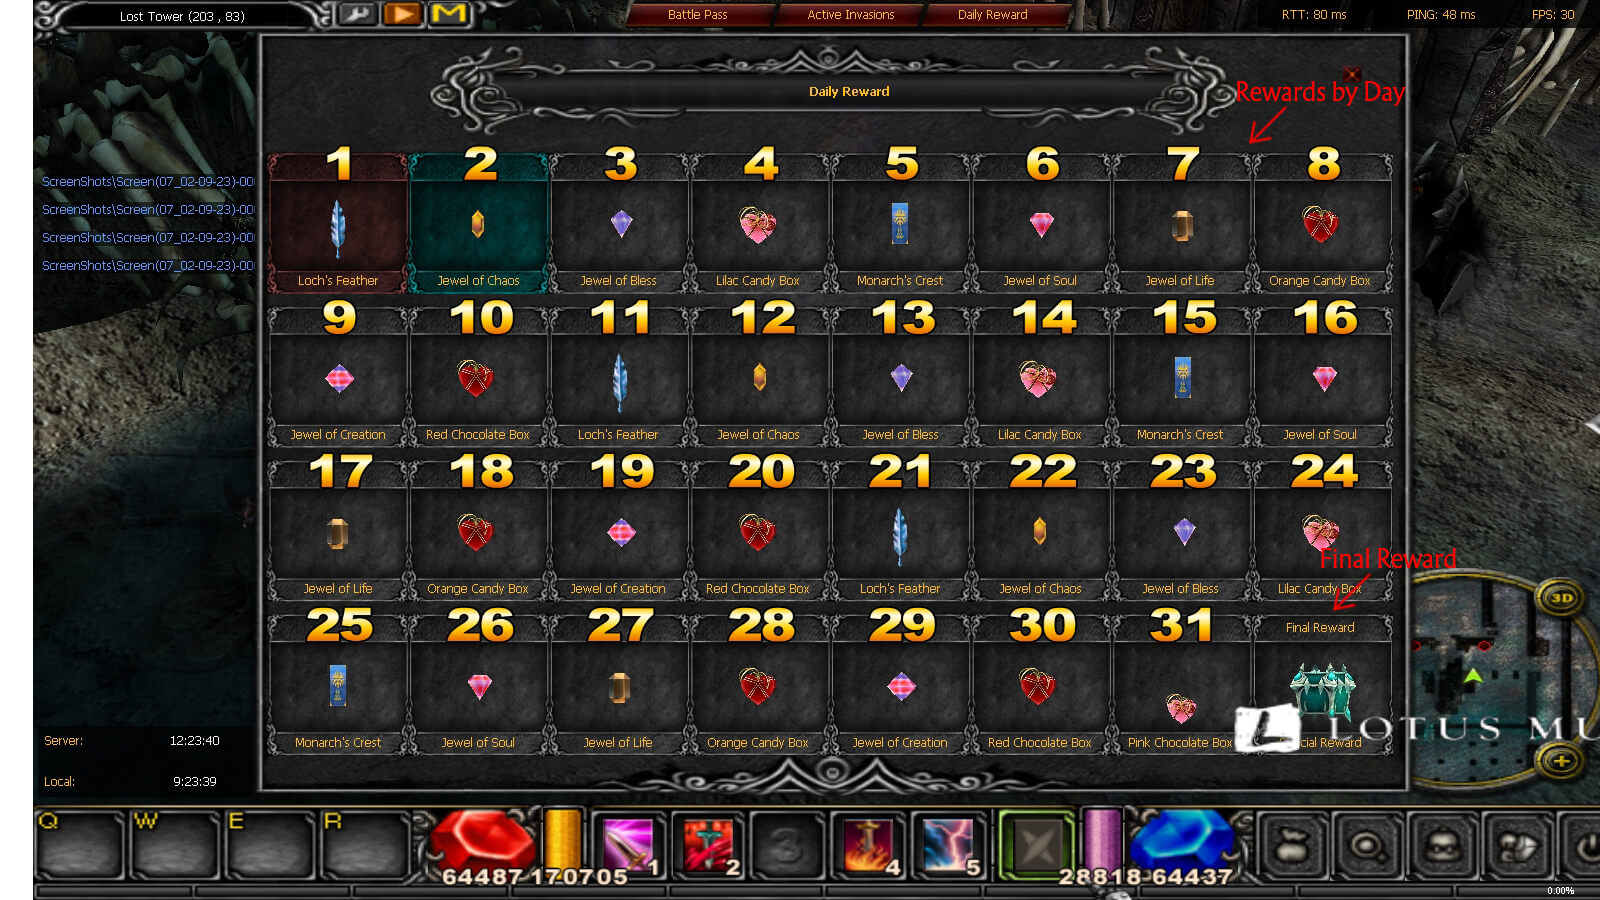 Lost Tower (203 , 83)
Battle Pass
Active Invasions
Daily Reward
RTT: 80 ms
PING: 48 ms
FPS: 30
Daily Reward
Rewards by Day
ScreenShots\Screen(07_02-09-23)-00
ScreenShots\Screen(07_02-09-23)-00
ScreenShots\Screen(07_02-09-23)-00
ScreenShots\Screen(07_02-09-23)-00
1 2 3 4 5 6 7 8
Loch's Feather Jewel of Chaos Jewel of Bless Lilac Candy Box Monarch's Crest Jewel of Soul Jewel of Life Orange Candy Box
9 10 11 12 13 14 15 16
Jewel of Creation Red Chocolate Box Loch's Feather Jewel of Chaos Jewel of Bless Lilac Candy Box Monarch's Crest Jewel of Soul
17 18 19 20 21 22 23 24
Final Reward
Jewel of Life Orange Candy Box Jewel of Creation Red Chocolate Box Loch's Feather Jewel of Chaos Jewel of Bless Lilac Candy Box
3D
25 26 27 28 29 30 31 Final Reward
Monarch's Crest Jewel of Soul Jewel of Life Orange Candy Box Jewel of Creation Red Chocolate Box Pink Chocolate Box Reward
L LOTUS MU
Server: 12:23:40
Local: 9:23:39
Q W E R
1 2 3 4 5
64487 170705 28818 64437
0.00%